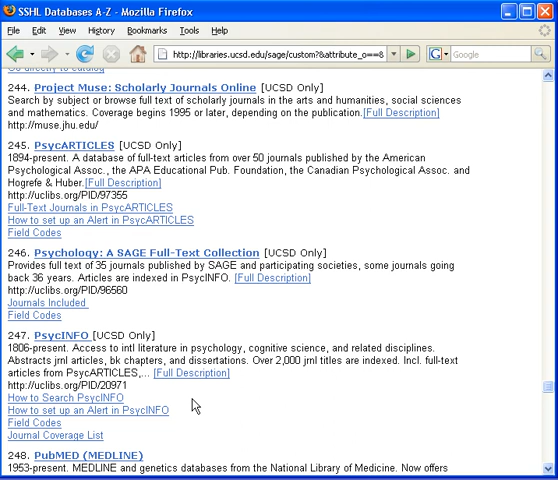 SSHL Databases A-Z - Mozilla Firefox
File Edit View History Bookmarks Tools Help
http://libraries.ucsd.edu/sage/custom?&attribute_o==8
Google
Go directly to catalog
244. Project Muse: Scholarly Journals Online [UCSD Only]
Search by subject or browse full text of scholarly journals in the arts and humanities, social sciences
and mathematics. Coverage begins 1995 or later, depending on the publication.[Full Description]
http://muse.jhu.edu/
245. PsycARTICLES [UCSD Only]
1894-present. A database of full-text articles from over 50 journals published by the American
Psychological Assoc., the APA Educational Pub. Foundation, the Canadian Psychological Assoc. and
Hogrefe & Huber.[Full Description]
http://uclibs.org/PID/97355
Full-Text Journals in PsycARTICLES
How to set up an Alert in PsycARTICLES
Field Codes
246. Psychology: A SAGE Full-Text Collection [UCSD Only]
Provides full text of 35 journals published by SAGE and participating societies, some journals going
back 36 years. Articles are indexed in PsycINFO. [Full Description]
http://uclibs.org/PID/96560
Journals Included
Field Codes
247. PsycINFO [UCSD Only]
1806-present. Access to intl literature in psychology, cognitive science, and related disciplines.
Abstracts jrnl articles, bk chapters, and dissertations. Over 2,000 jrnl titles are indexed. Incl. full-text
articles from PsycARTICLES,... [Full Description]
http://uclibs.org/PID/20971
How to Search PsycINFO
How to set up an Alert in PsycINFO
Field Codes
Journal Coverage List
248. PubMED (MEDLINE)
1953-present. MEDLINE and genetics databases from the National Library of Medicine. Now offers